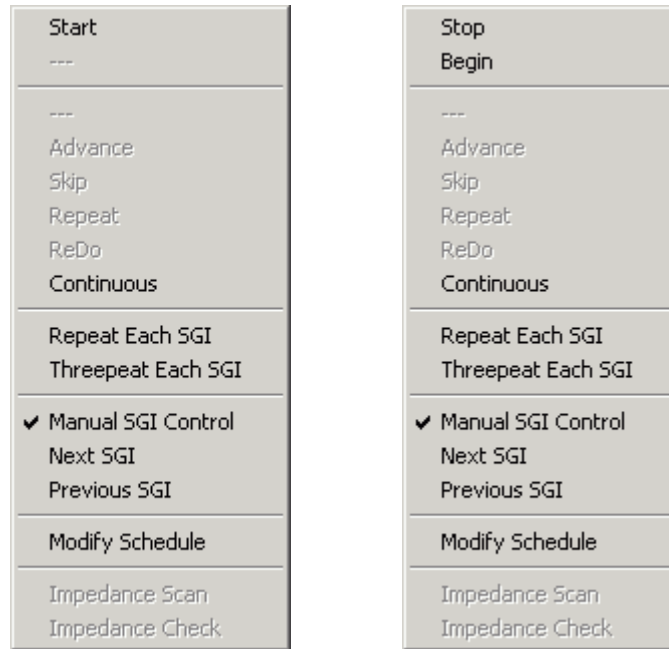 Start
---
---
Advance
Skip
Repeat
ReDo
Continuous
Repeat Each SGI
Threepeat Each SGI
Manual SGI Control
Next SGI
Previous SGI
Modify Schedule
Impedance Scan
Impedance Check
Stop
Begin
---
Advance
Skip
Repeat
ReDo
Continuous
Repeat Each SGI
Threepeat Each SGI
Manual SGI Control
Next SGI
Previous SGI
Modify Schedule
Impedance Scan
Impedance Check